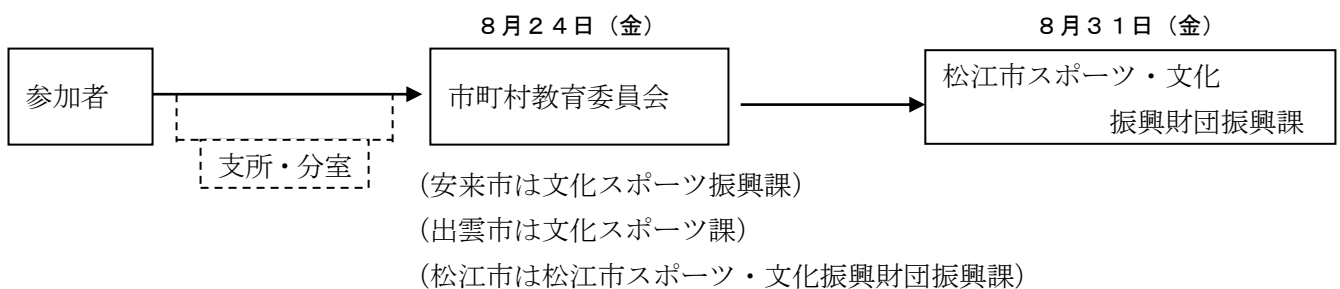 ８月２４日（金）
８月３１日（金）
参加者
市町村教育委員会
松江市スポーツ・文化
振興財団振興課
支所・分室
（安来市は文化スポーツ振興課）
（出雲市は文化スポーツ課）
（松江市は松江市スポーツ・文化振興財団振興課）